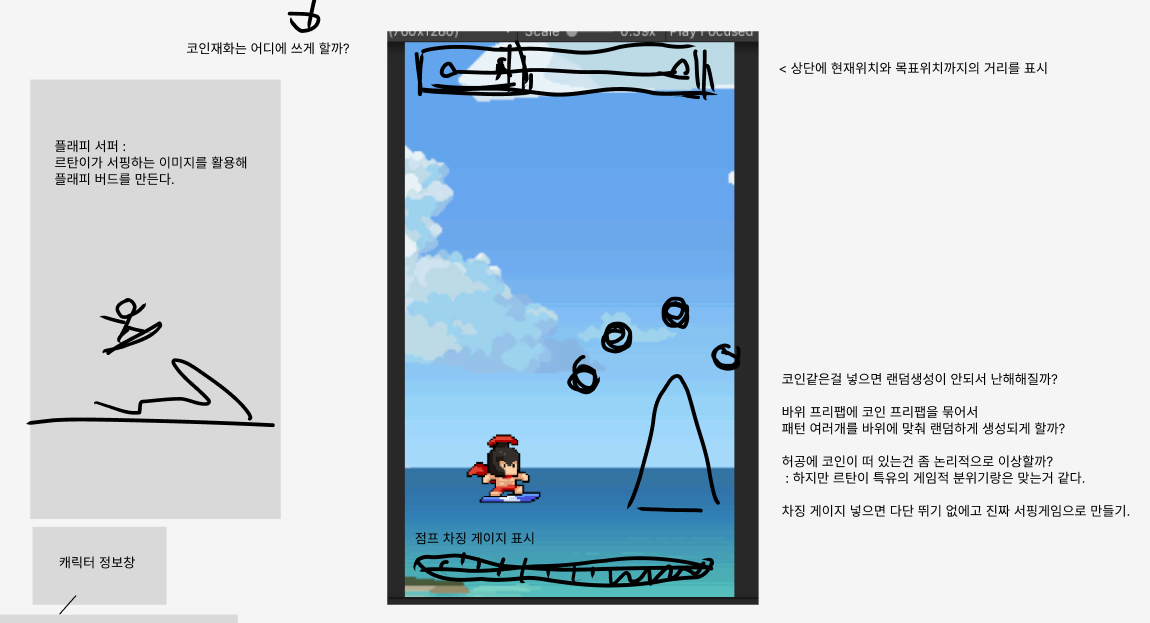 코인재화는 어디에 쓰게 할까?
플래피 서퍼 :
르탄이가 서핑하는 이미지를 활용해
플래피 버드를 만든다.
캐릭터 정보창
(700x1280)
Scale
0.39x
Play Focused
< 상단에 현재위치와 목표위치까지의 거리를 표시
점프 차징 게이지 표시
코인같은걸 넣으면 랜덤생성이 안되서 난해해질까?
바위 프리팹에 코인 프리팹을 묶어서
패턴 여러개를 바위에 맞춰 랜덤하게 생성되게 할까?
허공에 코인이 떠 있는건 좀 논리적으로 이상할까?
: 하지만 르탄이 특유의 게임적 분위기랑은 맞는거 같다.
차징 게이지 넣으면 다단 뛰기 없에고 진짜 서핑게임으로 만들기.